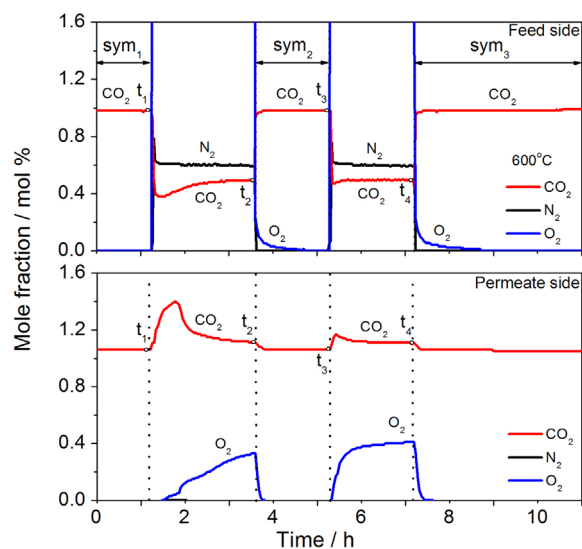 1.6
Feed side
sym₁
sym₂
sym₃
CO₂
t₁
CO₂
t₃
CO₂
1.2
0.8
N₂
N₂
600°C
0.4
CO₂
t₂
CO₂
t₄
CO₂
N₂
O₂
O₂
O₂
0.0
Mole fraction / mol %
1.6
Permeate side
t₁
CO₂
t₂
CO₂
t₄
1.2
t₃
0.8
O₂
O₂
CO₂
N₂
O₂
0.4
0.0
0
2
4
6
8
10
Time / h